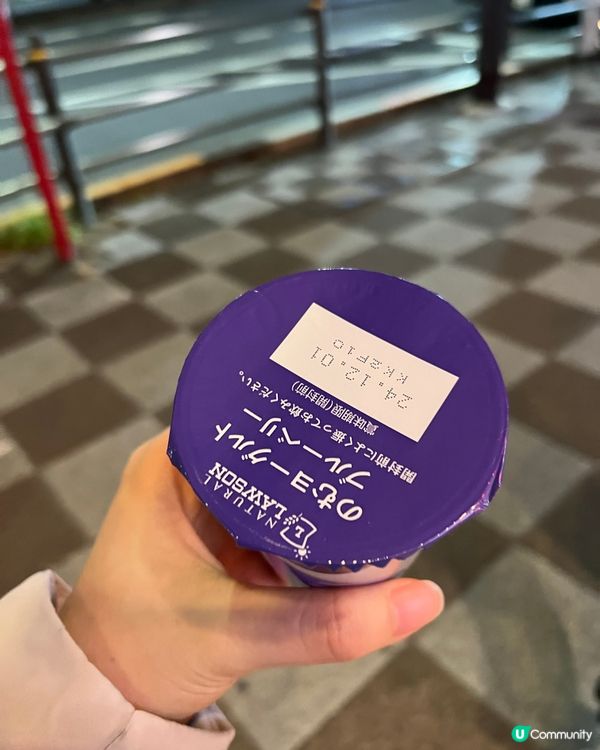 NATURAL
LAWSON
のむヨーグルト
ブルーベリー
開封前によく振ってお飲みください。
賞味期限(開封前)
24.12.01
KK2F10
U Community